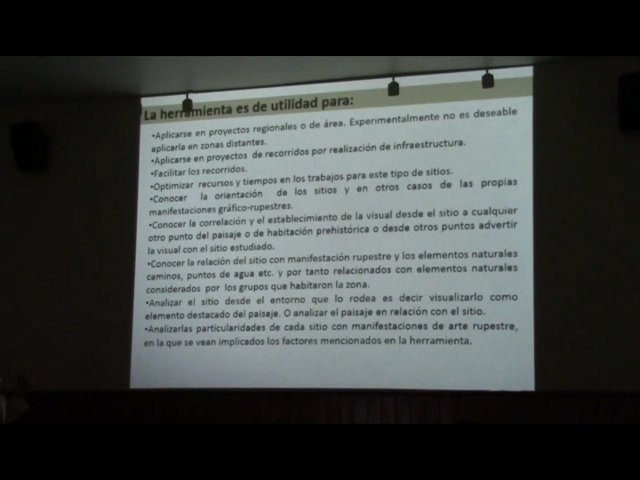 La herramienta es de utilidad para:
•Aplicarse en proyectos regionales o de área. Experimentalmente no es deseable
aplicarla en zonas distantes.
•Aplicarse en proyectos de recorridos por realización de infraestructura.
•Facilitar los recorridos.
•Optimizar recursos y tiempos en los trabajos para este tipo de sitios.
•Conocer la orientación de los sitios y en otros casos de las propias
manifestaciones gráfico-rupestres.
•Conocer la correlación y el establecimiento de la visual desde el sitio a cualquier
otro punto del paisaje o de habitación prehistórica o desde otros puntos advertir
la visual con el sitio estudiado.
•Conocer la relación del sitio con manifestación rupestre y los elementos naturales
caminos, puntos de agua etc. y por tanto relacionados con elementos naturales
considerados por los grupos que habitaron la zona.
•Analizar el sitio desde el entorno que lo rodea es decir visualizarlo como
elemento destacado del paisaje. O analizar el paisaje en relación con el sitio.
•Analizarlas particularidades de cada sitio con manifestaciones de arte rupestre,
en la que se vean implicados los factores mencionados en la herramienta.